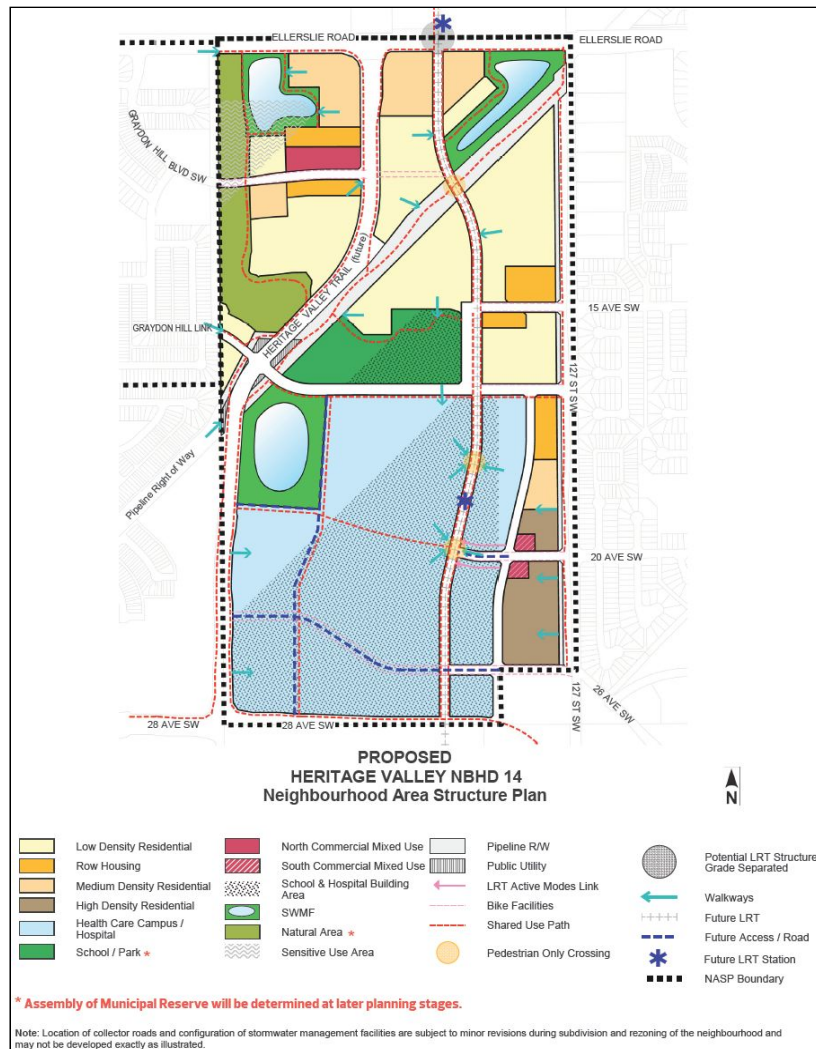 ELLERSLIE ROAD
ELLERSLIE ROAD
GRAYDON HILL BLVD SW
HERITAGE VALLEY TRAIL (future)
15 AVE SW
GRAYDON HILL LINK
127 ST SW
Pipeline Right of Way
20 AVE SW
28 AVE SW
28 AVE SW
127 ST SW
26 AVE SW
PROPOSED
HERITAGE VALLEY NBHD 14
Neighbourhood Area Structure Plan
N
Low Density Residential
Row Housing
Medium Density Residential
High Density Residential
Health Care Campus /
Hospital
School / Park *
North Commercial Mixed Use
South Commercial Mixed Use
School & Hospital Building
Area
SWMF
Natural Area *
Sensitive Use Area
Pipeline R/W
Public Utility
LRT Active Modes Link
Bike Facilities
Shared Use Path
Pedestrian Only Crossing
Potential LRT Structure
Grade Separated
Walkways
Future LRT
Future Access / Road
Future LRT Station
NASP Boundary
* Assembly of Municipal Reserve will be determined at later planning stages.
Note: Location of collector roads and configuration of stormwater management facilities are subject to minor revisions during subdivision and rezoning of the neighbourhood and
may not be developed exactly as illustrated.